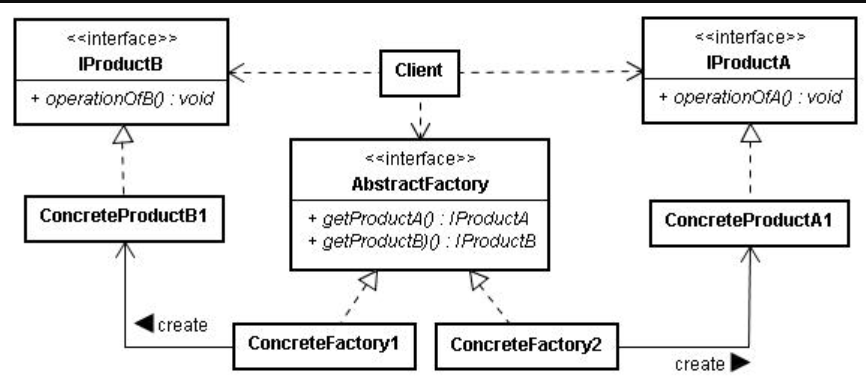 <<interface>>
IProductB
+ operationOfB() : void
Client
<<interface>>
IProductA
+ operationOfA() : void
<<interface>>
AbstractFactory
+ getProductA() : IProductA
+ getProductB)() : IProductB
ConcreteProductB1
ConcreteProductA1
create
ConcreteFactory1
ConcreteFactory2
create